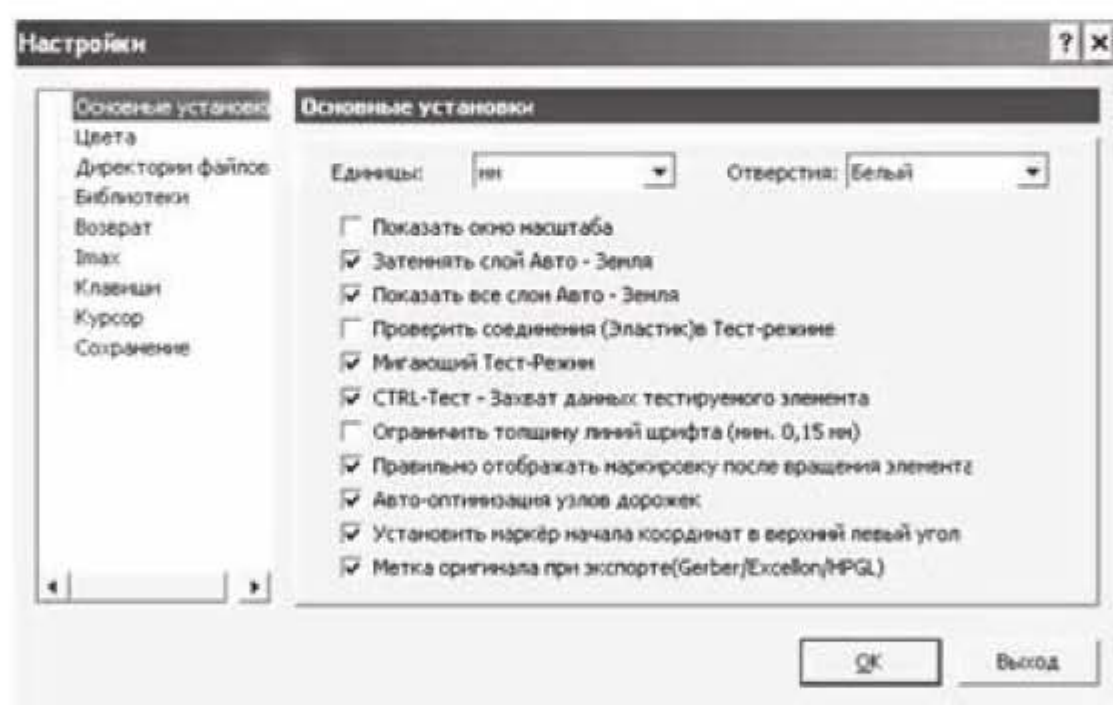 Настройки
Основные установки
Цвета
Директории файлов
Библиотеки
Возврат
Imax
Клавиши
Курсор
Сохранение
Основные установки
Единицы: мм Отверстия: Белый
Показать окно масштаба
Затемнять слой Авто - Земля
Показать все слои Авто - Земля
Проверить соединения (Эластик)в Тест-режиме
Мигающий Тест-Режим
CTRL-Тест - Захват данных тестируемого элемента
Ограничить толщину линий шрифта (мин. 0,15 мм)
Правильно отображать маркировку после вращения элемента
Авто-оптимизация узлов дорожек
Установить маркёр начала координат в верхний левый угол
Метка оригинала при экспорте(Gerber/Excellon/HPGL)
OK Выход